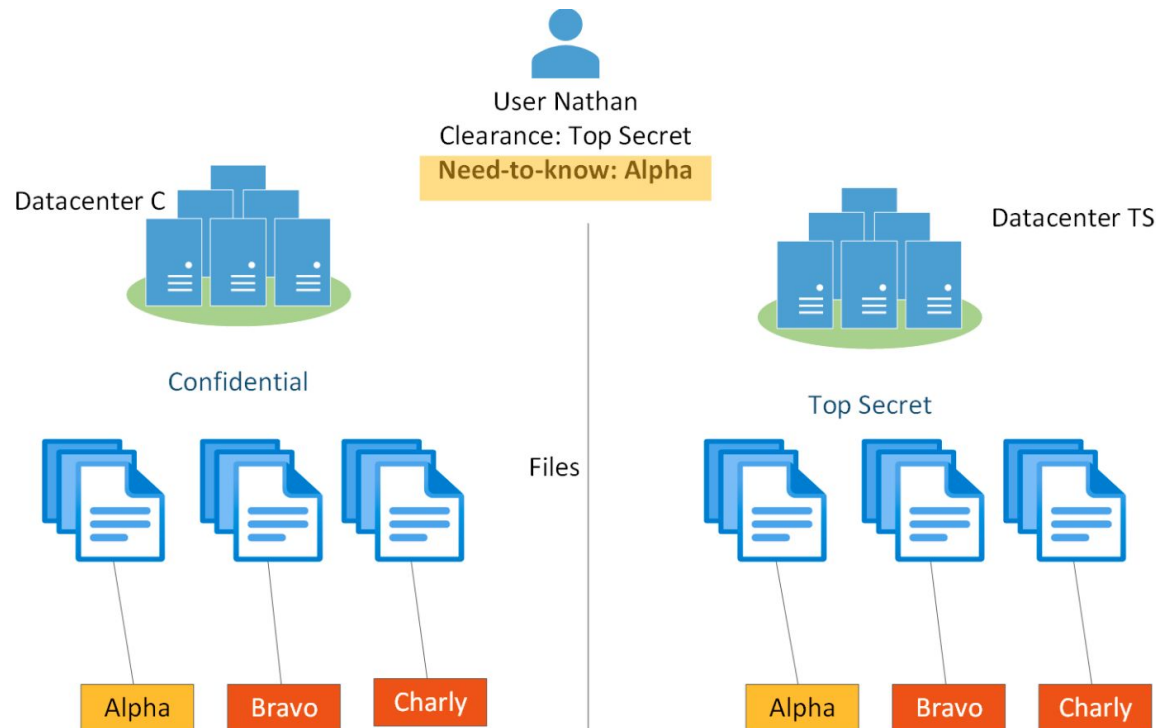 User Nathan
Clearance: Top Secret
Need-to-know: Alpha
Datacenter C
Datacenter TS
Confidential
Top Secret
Files
Alpha
Bravo
Charly
Alpha
Bravo
Charly